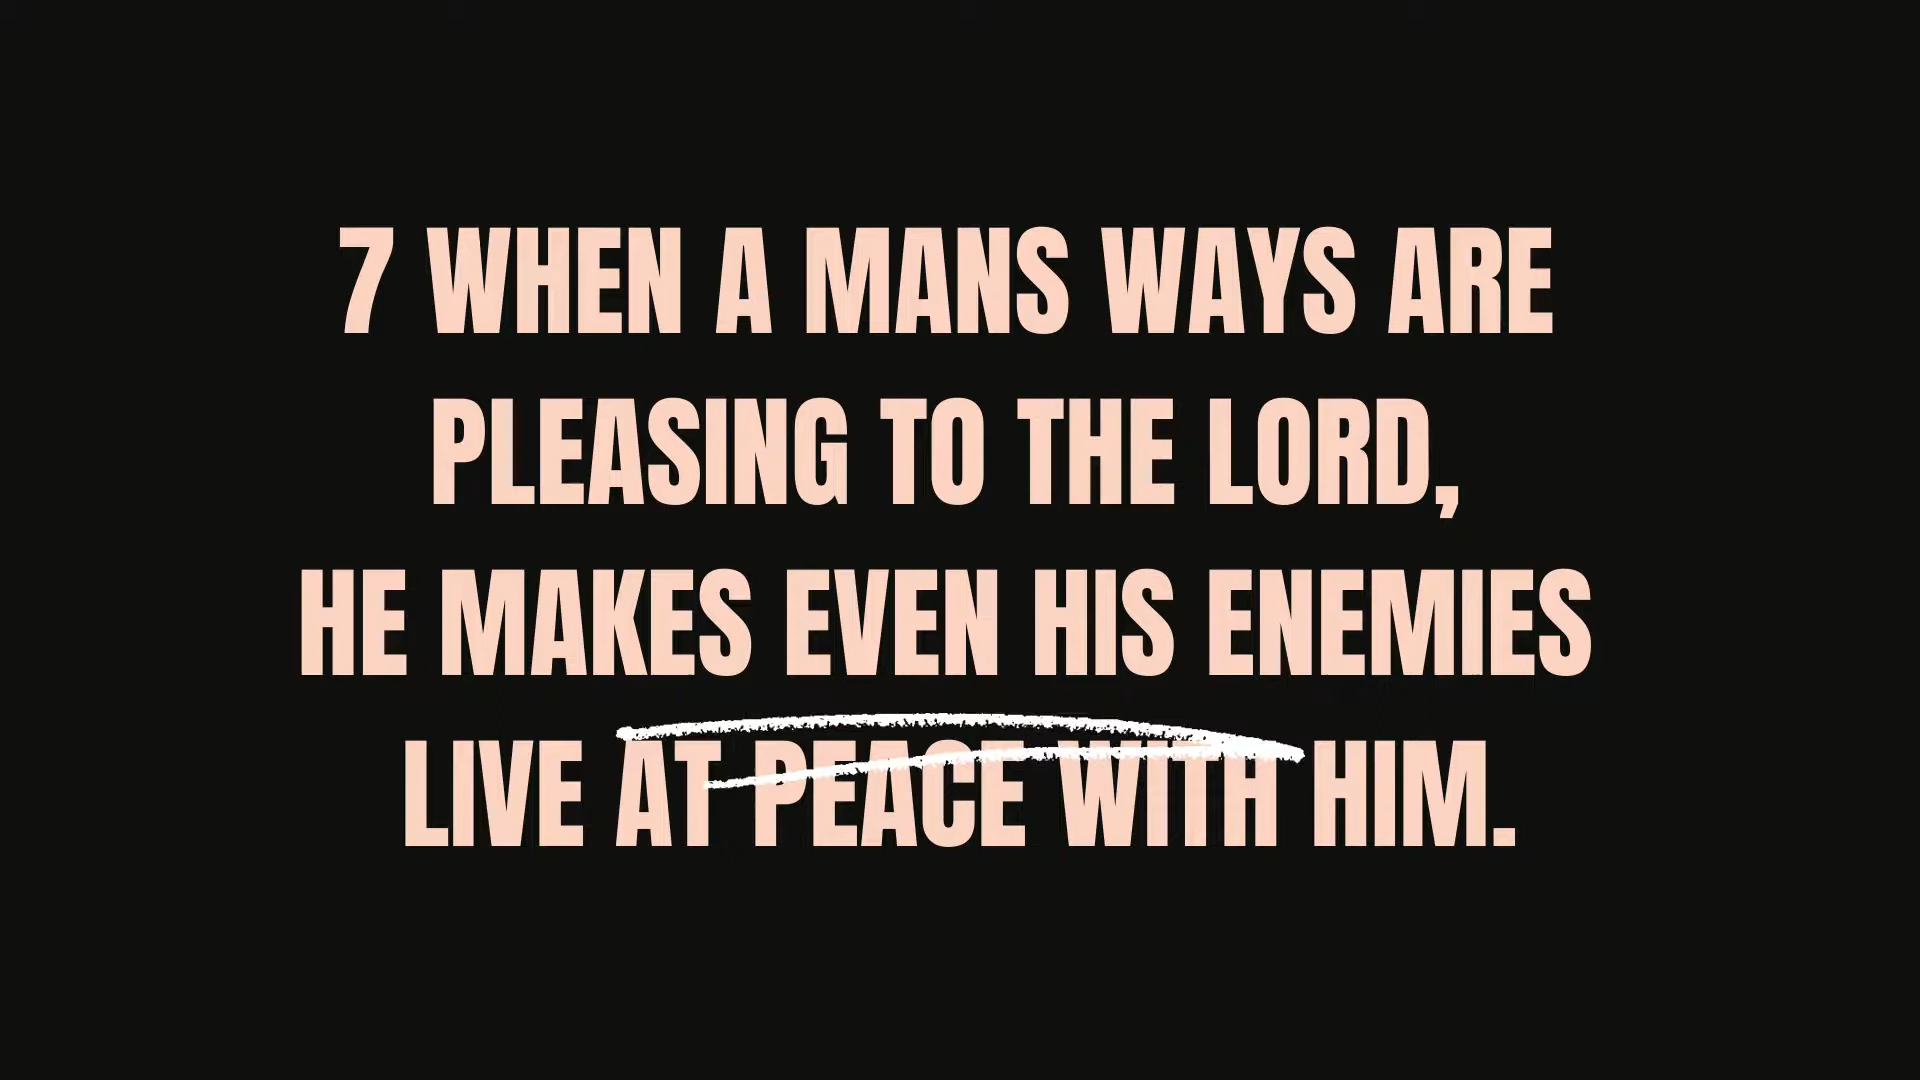 7 WHEN A MANS WAYS ARE
PLEASING TO THE LORD,
HE MAKES EVEN HIS ENEMIES
LIVE AT PEACE WITH HIM.